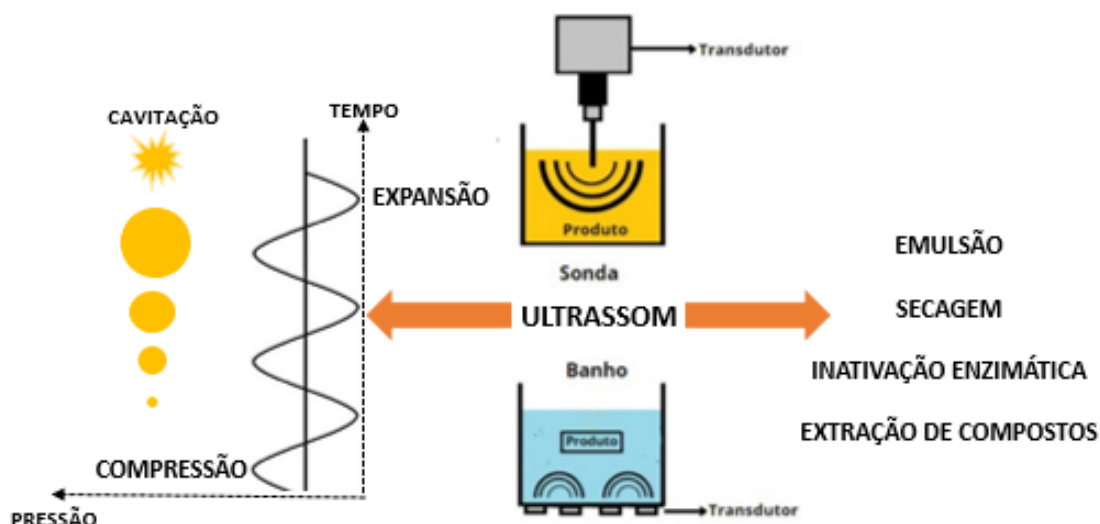 CAVITAÇÃO
TEMPO
EXPANSÃO
COMPRESSÃO
PRESSÃO
Transdutor
Produto
Sonda
ULTRASSOM
Banho
Produto
Transdutor
EMULSÃO
SECAGEM
INATIVAÇÃO ENZIMÁTICA
EXTRAÇÃO DE COMPOSTOS